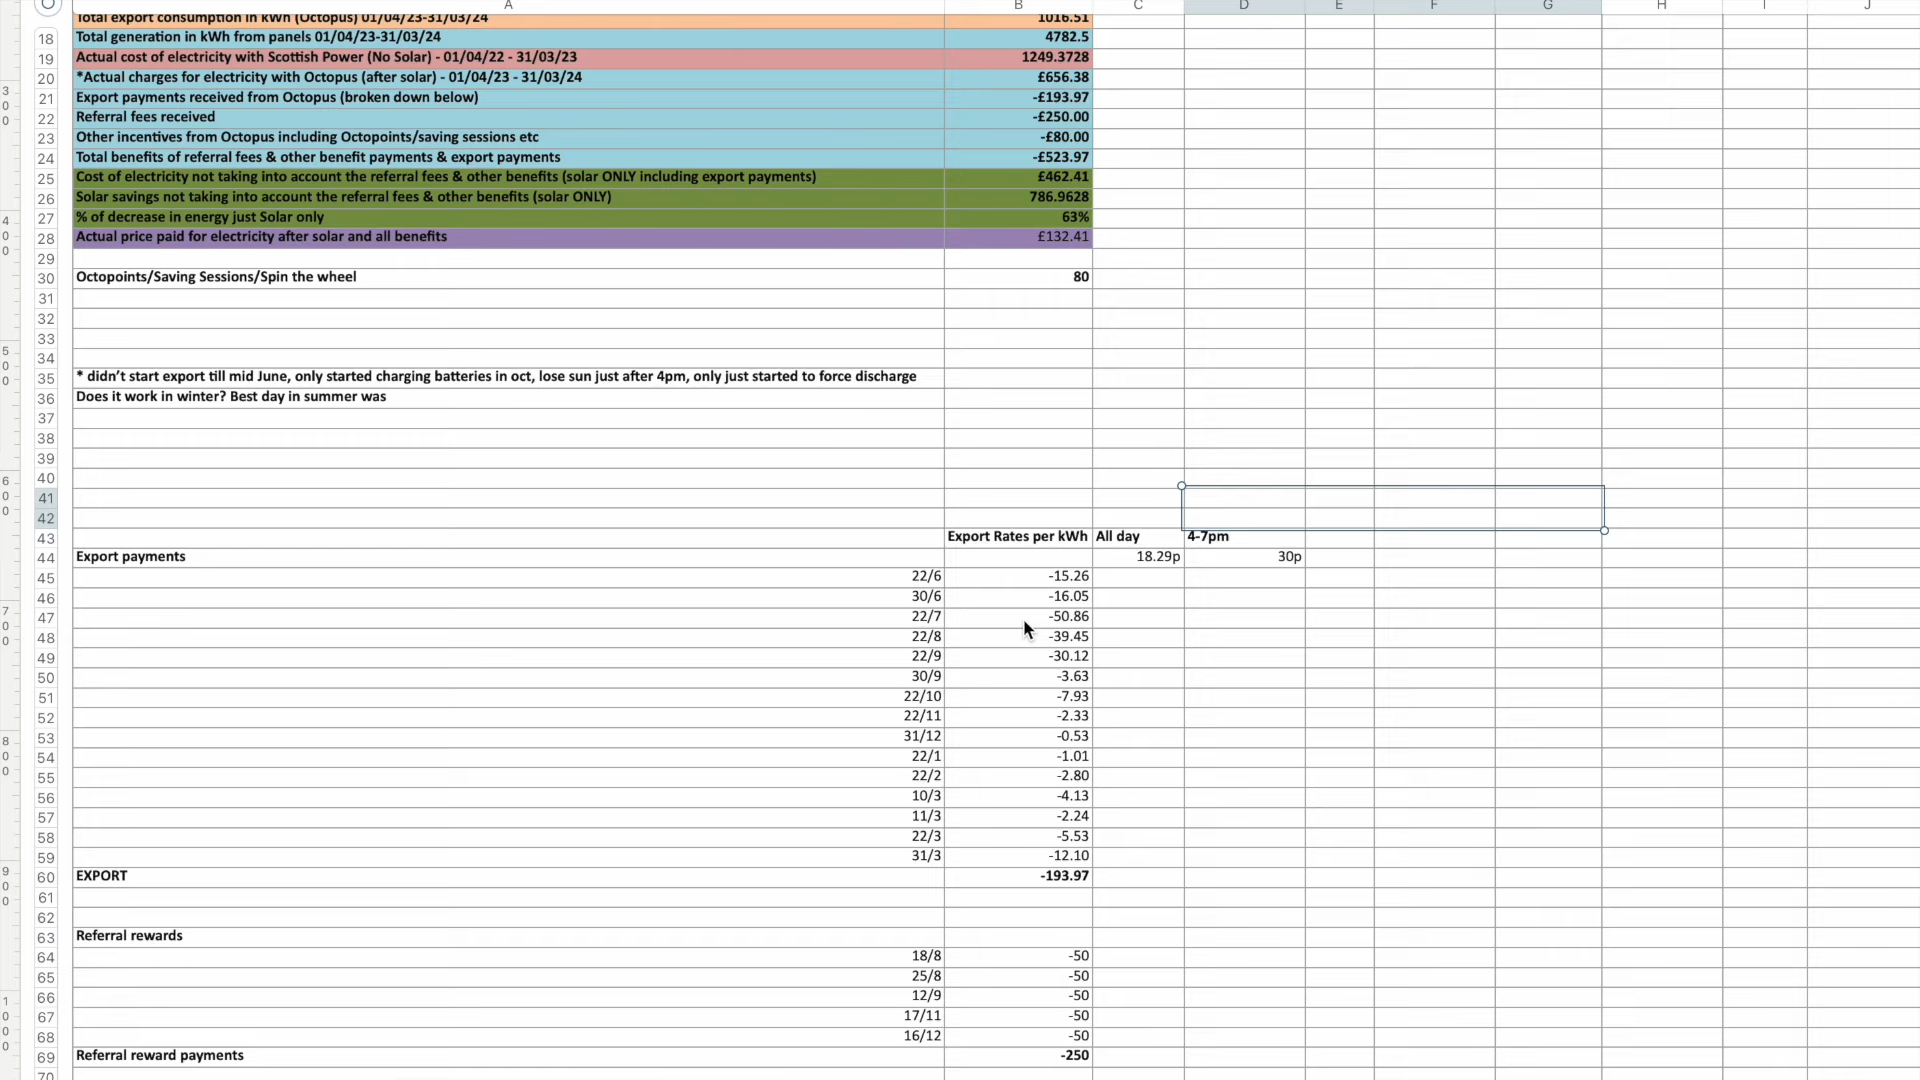 A B C D E F G H I J
Total export consumption in kWh (Octopus) 01/04/23-31/03/24 1016.51
18 Total generation in kWh from panels 01/04/23-31/03/24 4782.5
19 Actual cost of electricity with Scottish Power (No Solar) - 01/04/22 - 31/03/23 1249.3728
20 *Actual charges for electricity with Octopus (after solar) - 01/04/23 - 31/03/24 £656.38
21 Export payments received from Octopus (broken down below) -£193.97
22 Referral fees received -£250.00
23 Other incentives from Octopus including Octopoints/saving sessions etc -£80.00
24 Total benefits of referral fees & other benefit payments & export payments -£523.97
25 Cost of electricity not taking into account the referral fees & other benefits (solar ONLY including export payments) £462.41
26 Solar savings not taking into account the referral fees & other benefits (solar ONLY) 786.9628
27 % of decrease in energy just Solar only 63%
28 Actual price paid for electricity after solar and all benefits £132.41
29
30 Octopoints/Saving Sessions/Spin the wheel 80
31
32
33
34
35 * didn't start export till mid June, only started charging batteries in oct, lose sun just after 4pm, only just started to force discharge
36 Does it work in winter? Best day in summer was
37
38
39
40
41
42
43 Export Rates per kWh All day 4-7pm
44 Export payments 18.29p 30p
45 22/6 -15.26
46 30/6 -16.05
47 22/7 -50.86
48 22/8 -39.45
49 22/9 -30.12
50 30/9 -3.63
51 22/10 -7.93
52 22/11 -2.33
53 31/12 -0.53
54 22/1 -1.01
55 22/2 -2.80
56 10/3 -4.13
57 11/3 -2.24
58 22/3 -5.53
59 31/3 -12.10
60 EXPORT -193.97
61
62
63 Referral rewards
64 18/8 -50
65 25/8 -50
66 12/9 -50
67 17/11 -50
68 16/12 -50
69 Referral reward payments -250
70
300
400
500
600
700
800
900
1000